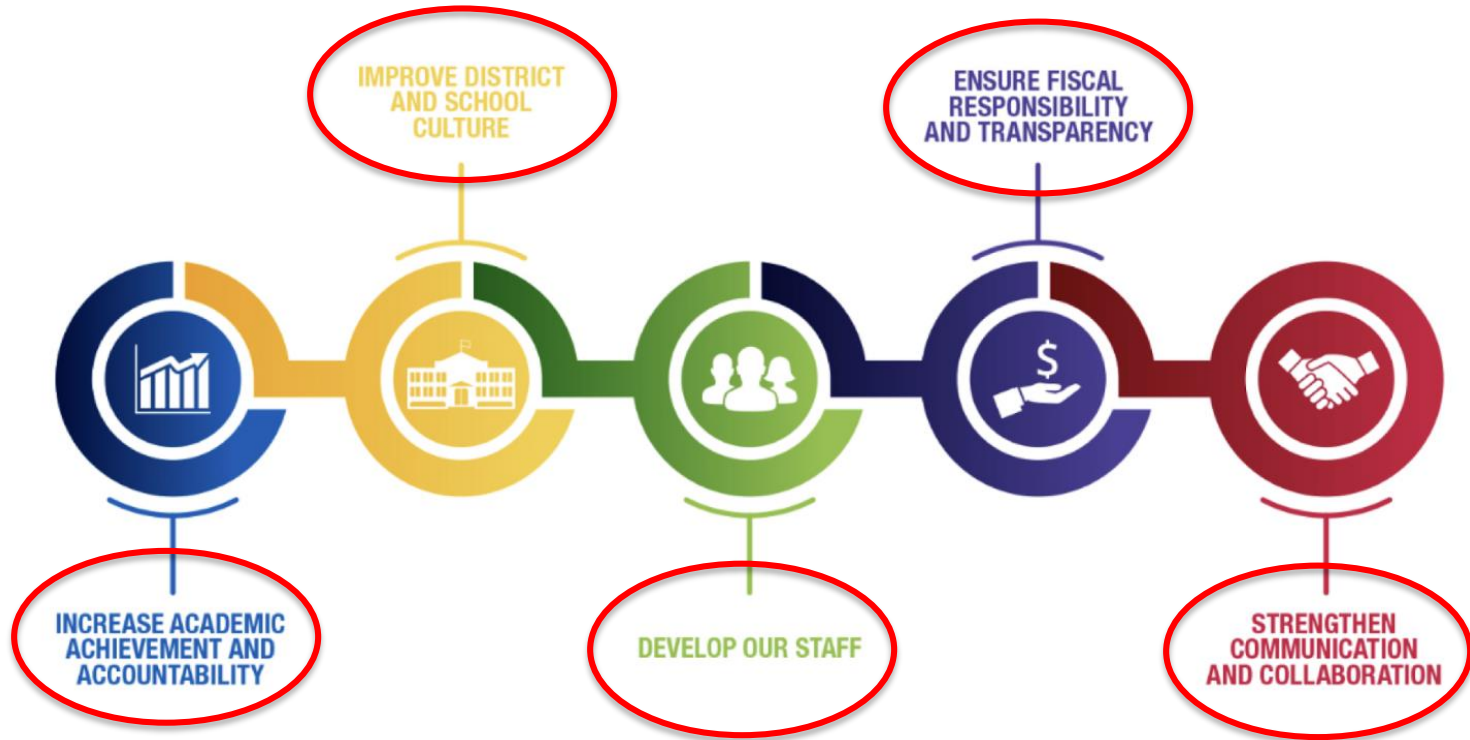 IMPROVE DISTRICT
AND SCHOOL
CULTURE
ENSURE FISCAL
RESPONSIBILITY
AND TRANSPARENCY
$
INCREASE ACADEMIC
ACHIEVEMENT AND
ACCOUNTABILITY
DEVELOP OUR STAFF
STRENGTHEN
COMMUNICATION
AND COLLABORATION